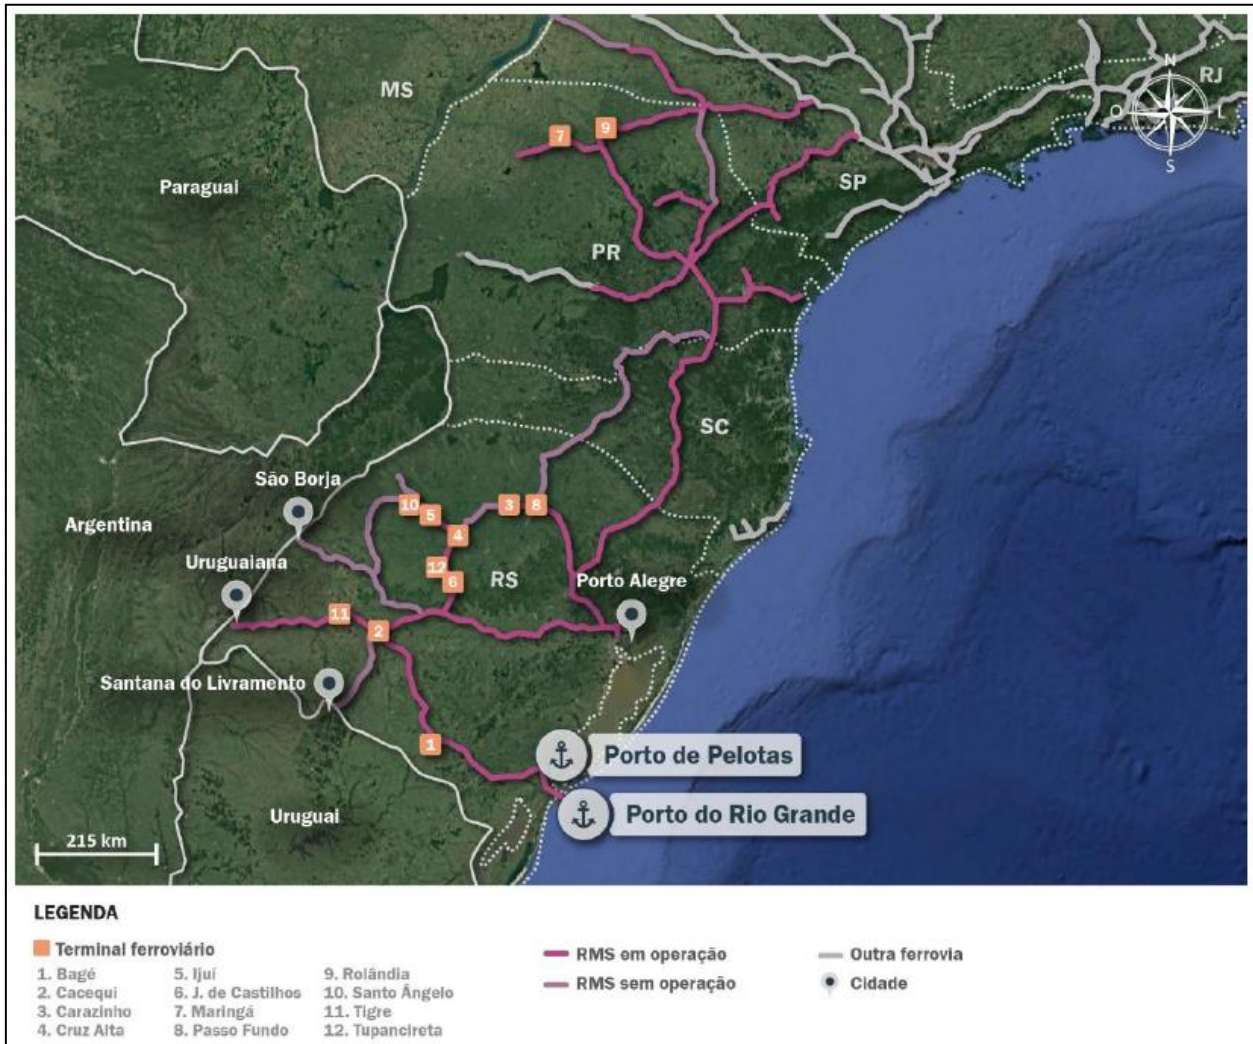 MS
N
RJ
O
L
S
7
9
Paraguai
SP
PR
SC
São Borja
Argentina
10
5
3
8
4
Uruguaiana
12
6
RS
Porto Alegre
11
2
Santana do Livramento
1
Porto de Pelotas
Porto do Rio Grande
Uruguai
215 km
LEGENDA
Terminal ferroviário
1. Bagé
2. Cacequi
3. Carazinho
4. Cruz Alta
5. Ijuí
6. J. de Castilhos
7. Maringá
8. Passo Fundo
9. Rolândia
10. Santo Ângelo
11. Tigre
12. Tupancireta
RMS em operação
RMS sem operação
Outra ferrovia
Cidade